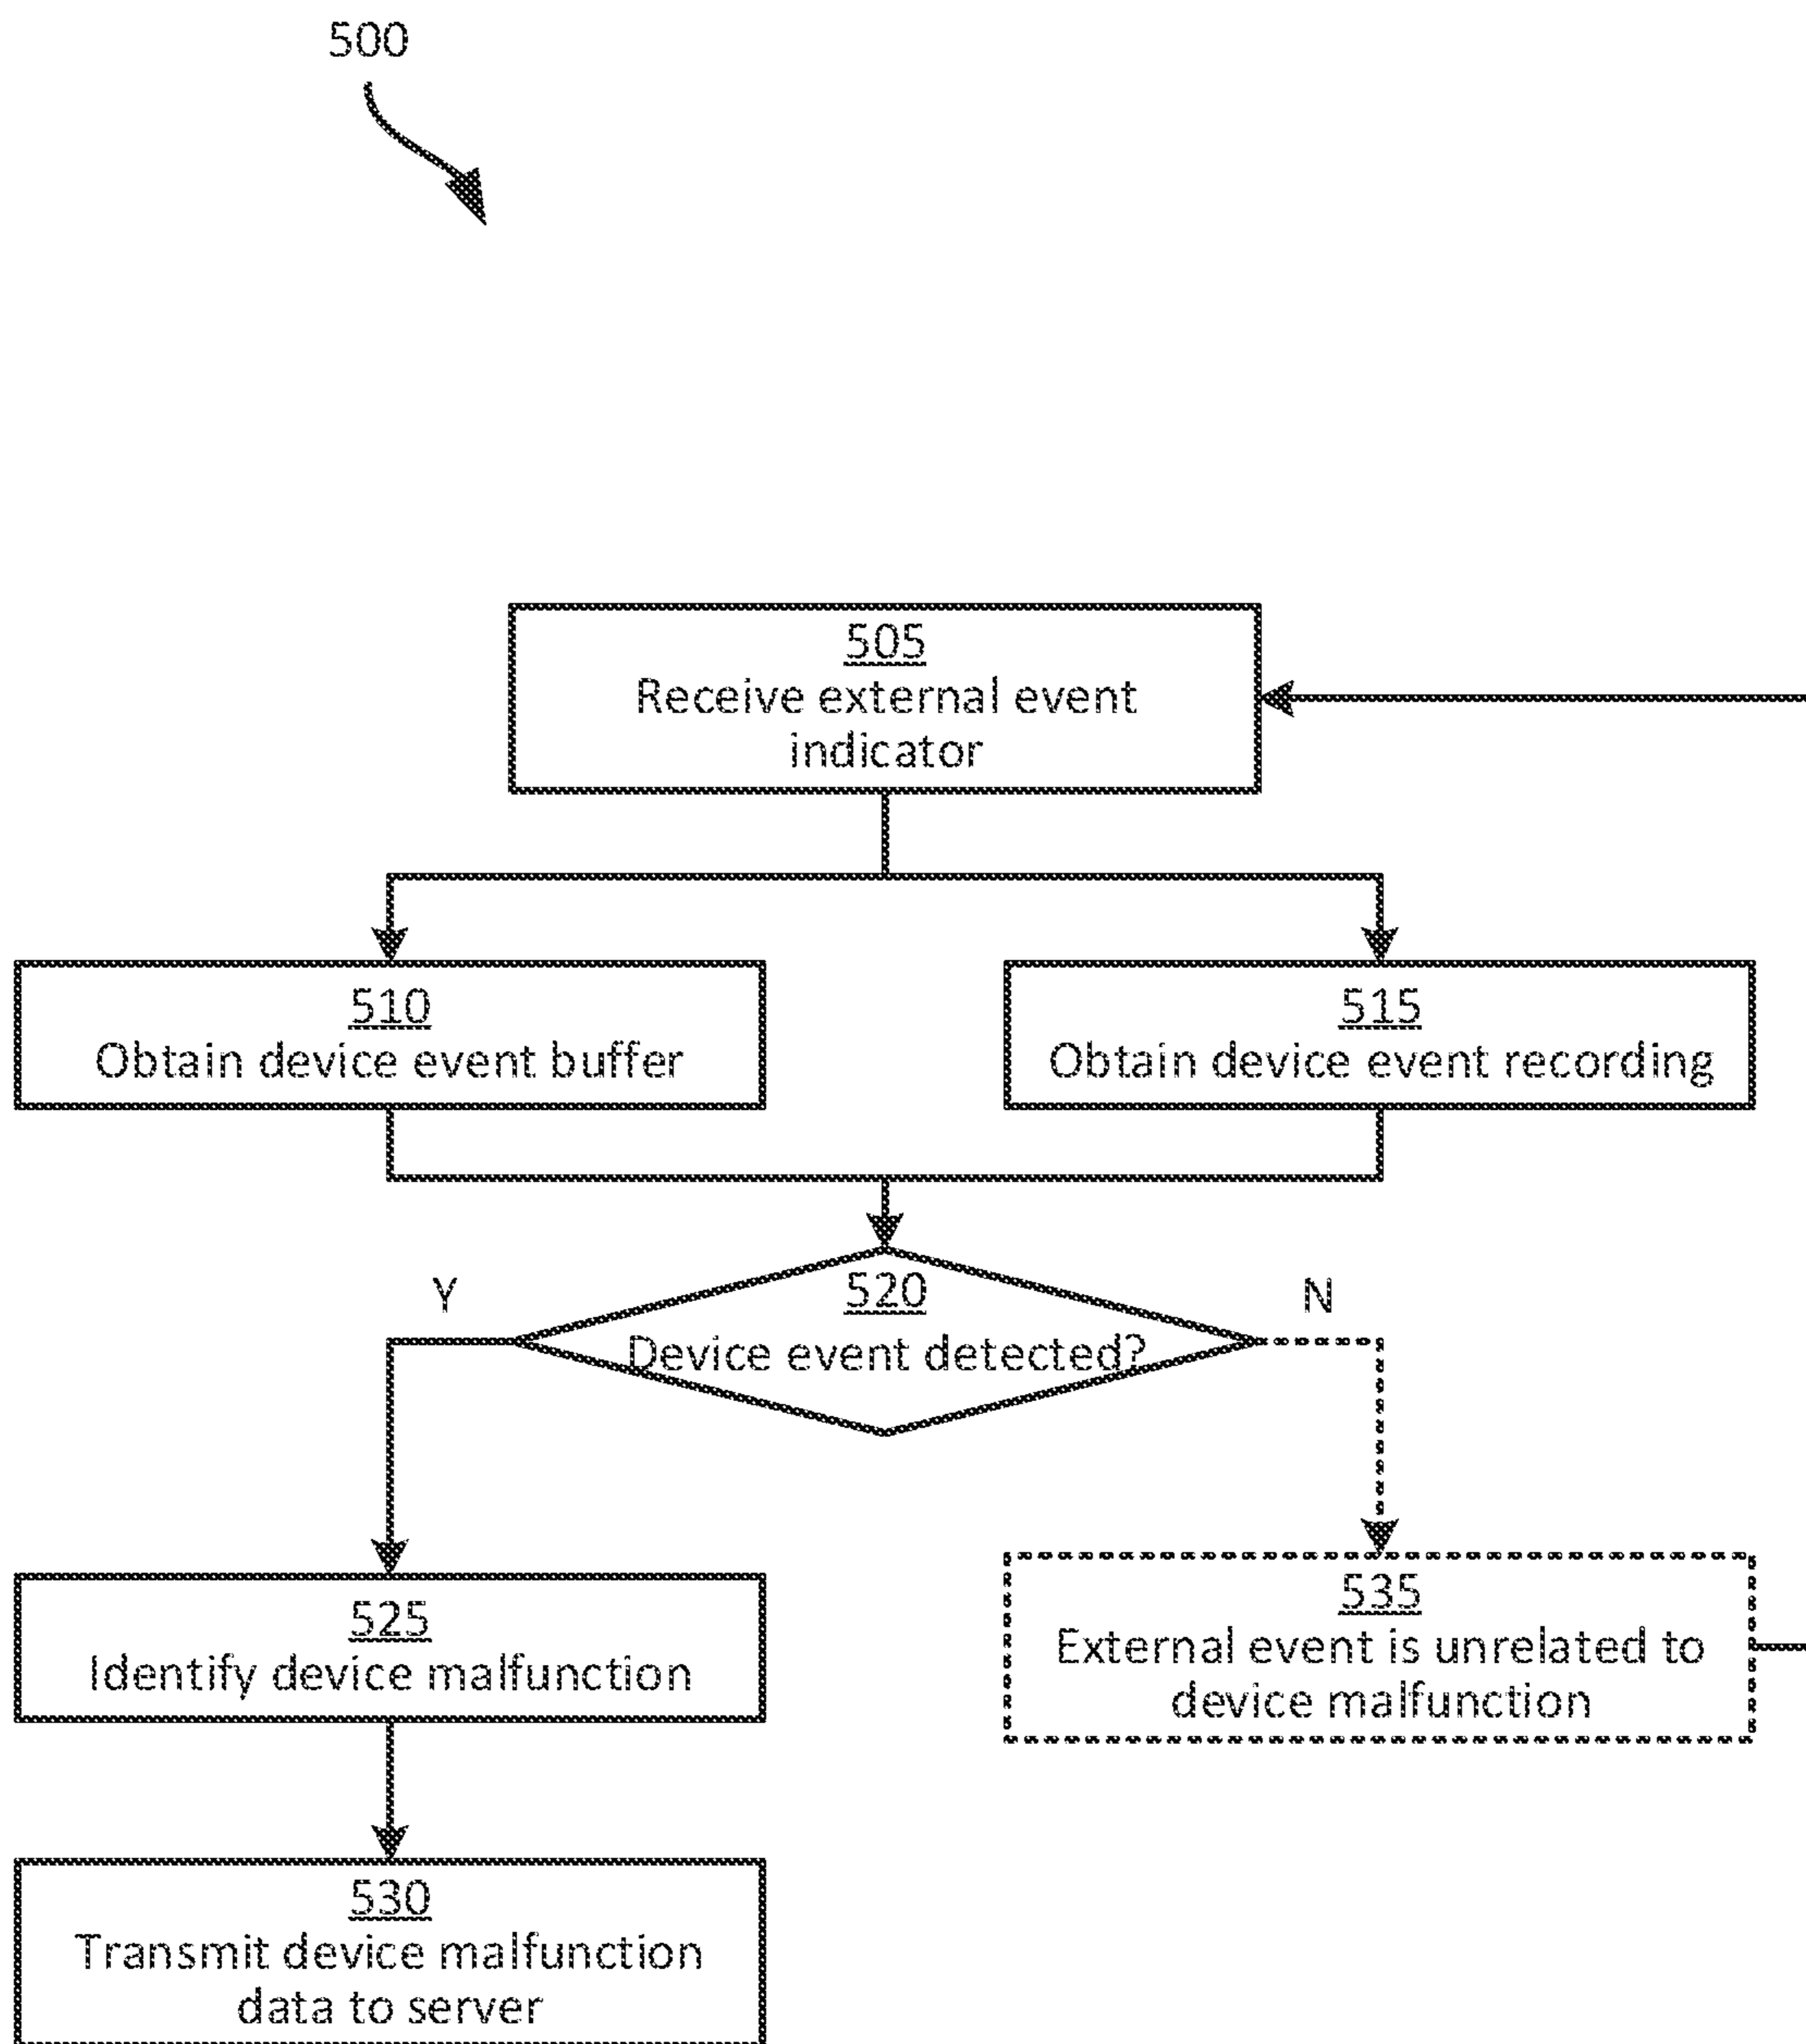 500
505
Receive external event
indicator
510
Obtain device event buffer
515
Obtain device event recording
520
Device event detected?
Y
N
525
Identify device malfunction
535
External event is unrelated to
device malfunction
530
Transmit device malfunction
data to server